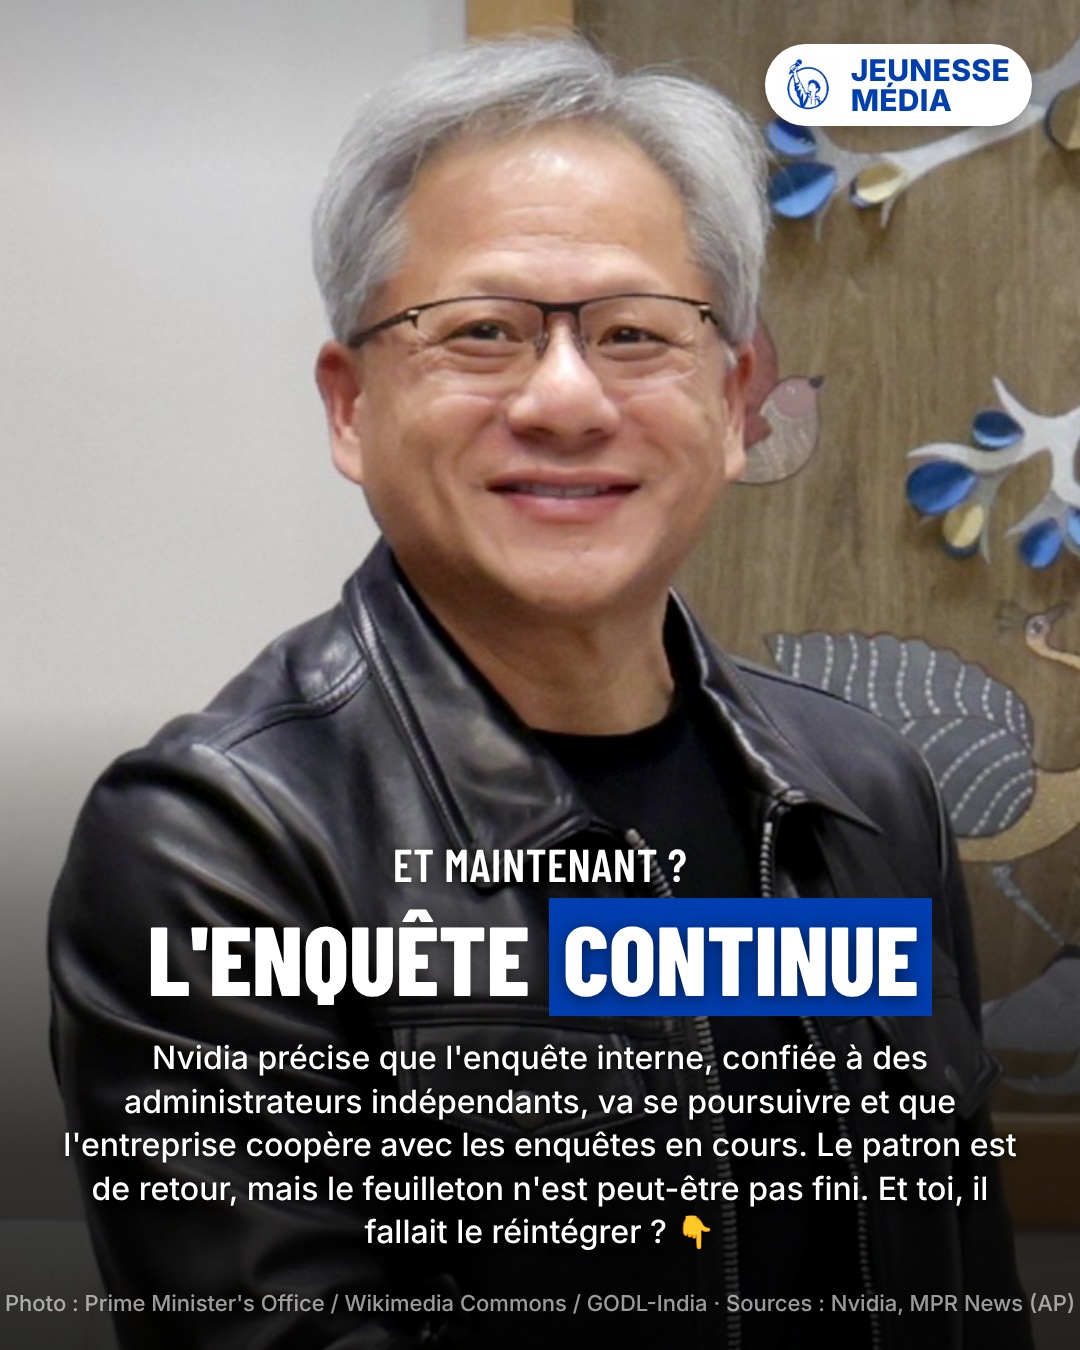 JEUNESSE
MÉDIA
ET MAINTENANT ?
L'ENQUÊTE CONTINUE
Nvidia précise que l'enquête interne, confiée à des
administrateurs indépendants, va se poursuivre et que
l'entreprise coopère avec les enquêtes en cours. Le patron est
de retour, mais le feuilleton n'est peut-être pas fini. Et toi, il
fallait le réintégrer ? 👇
Photo : Prime Minister's Office / Wikimedia Commons / GODL-India · Sources : Nvidia, MPR News (AP)